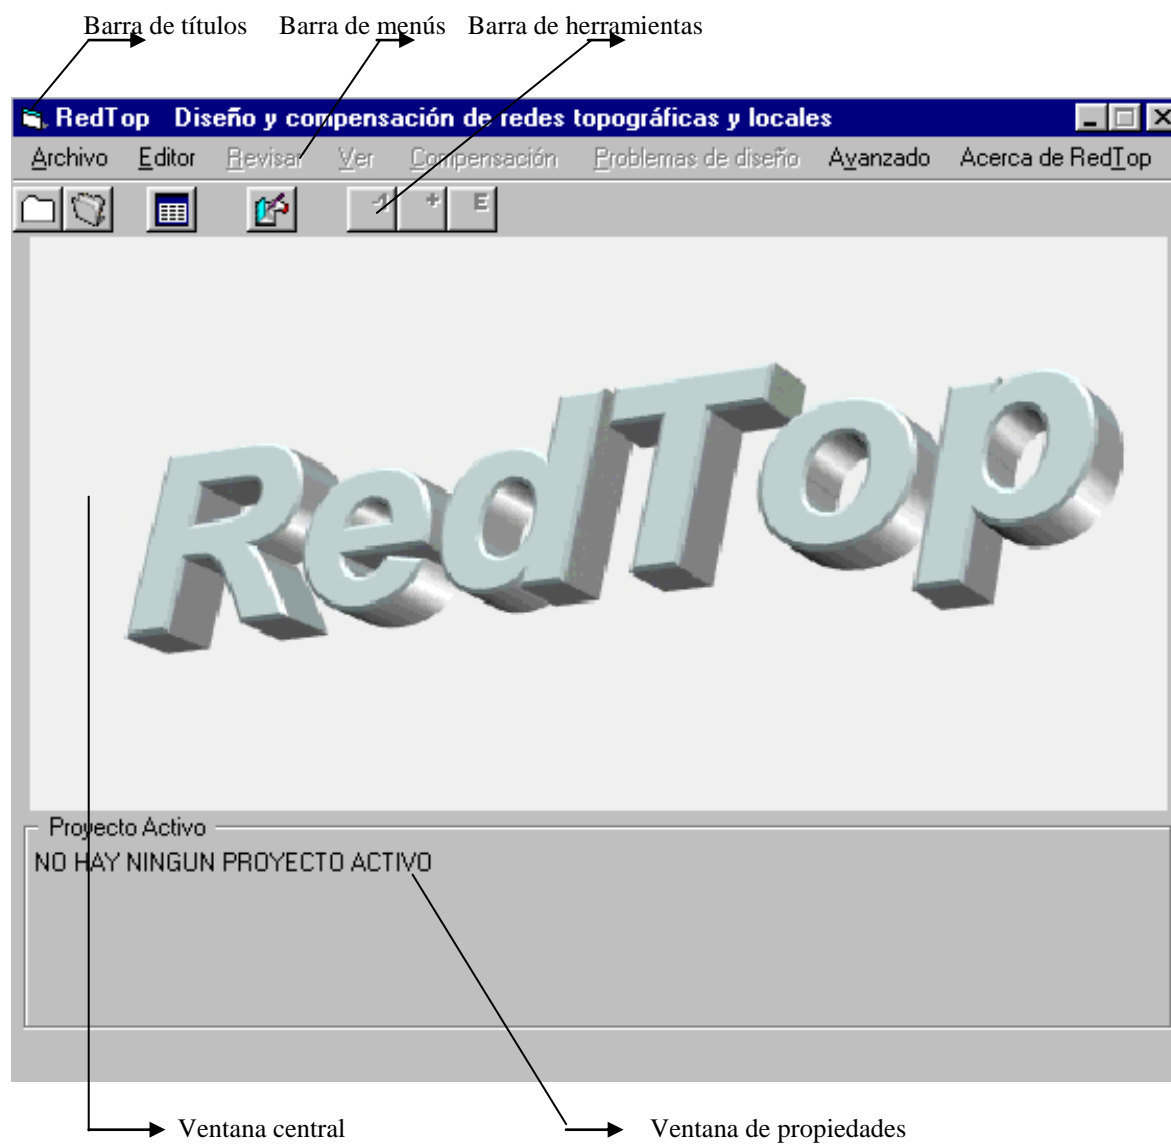 Barra de títulos Barra de menús Barra de herramientas
RedTop Diseño y compensación de redes topográficas y locales
Archivo Editor Revisar Ver Compensación Problemas de diseño Avanzado Acerca de RedTop
-1 + E
RedTop
Proyecto Activo
NO HAY NINGUN PROYECTO ACTIVO
Ventana central Ventana de propiedades